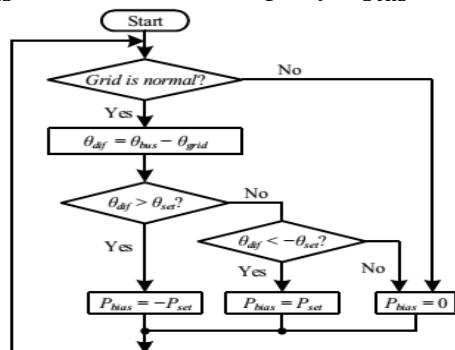 Start
Grid is normal?
No
Yes
θdif = θbus − θgrid
θdif > θset?
No
Yes
θdif < −θset?
Yes
No
Pbias = −Pset
Pbias = Pset
Pbias = 0